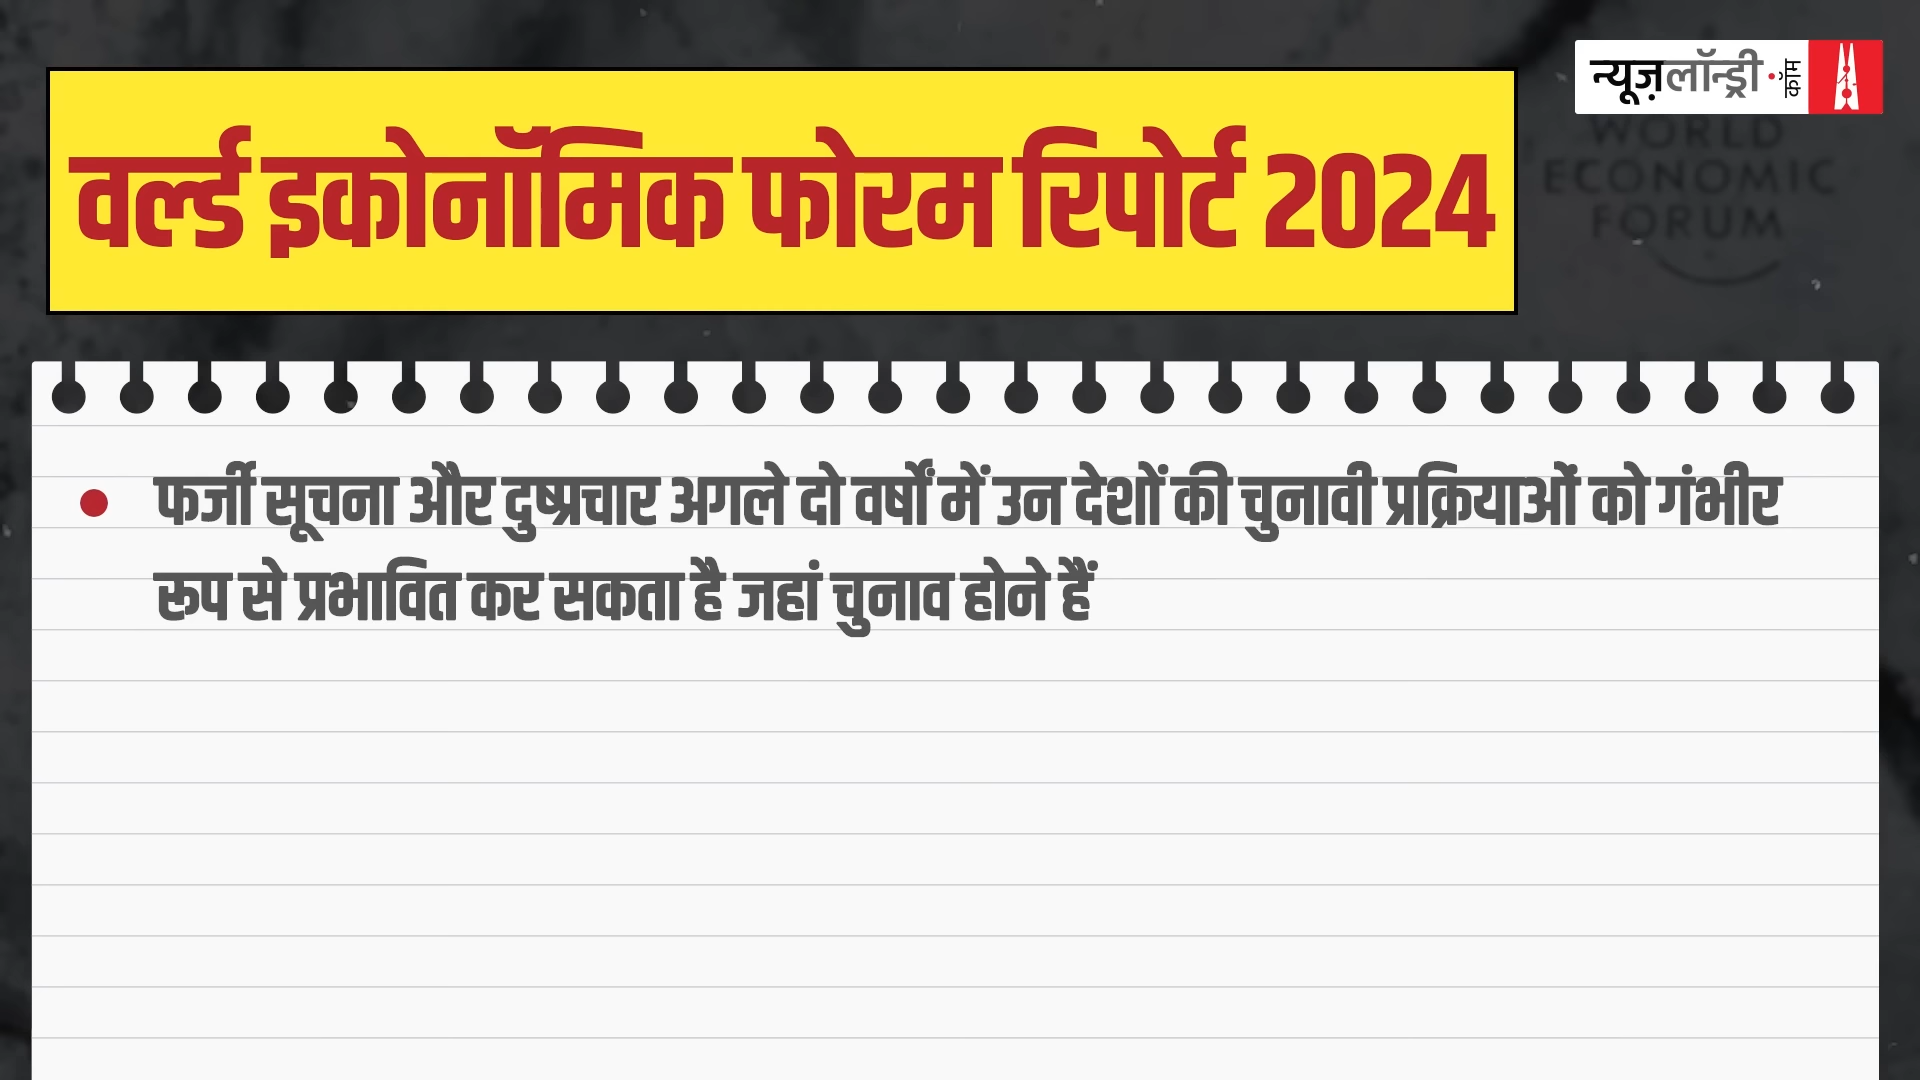 न्यूज़लॉन्ड्री.कॉम
वर्ल्ड इकोनॉमिक फोरम रिपोर्ट 2024
WORLD
ECONOMIC
FORUM
फर्जी सूचना और दुष्प्रचार अगले दो वर्षों में उन देशों की चुनावी प्रक्रियाओं को गंभीर
रूप से प्रभावित कर सकता है जहां चुनाव होने हैं